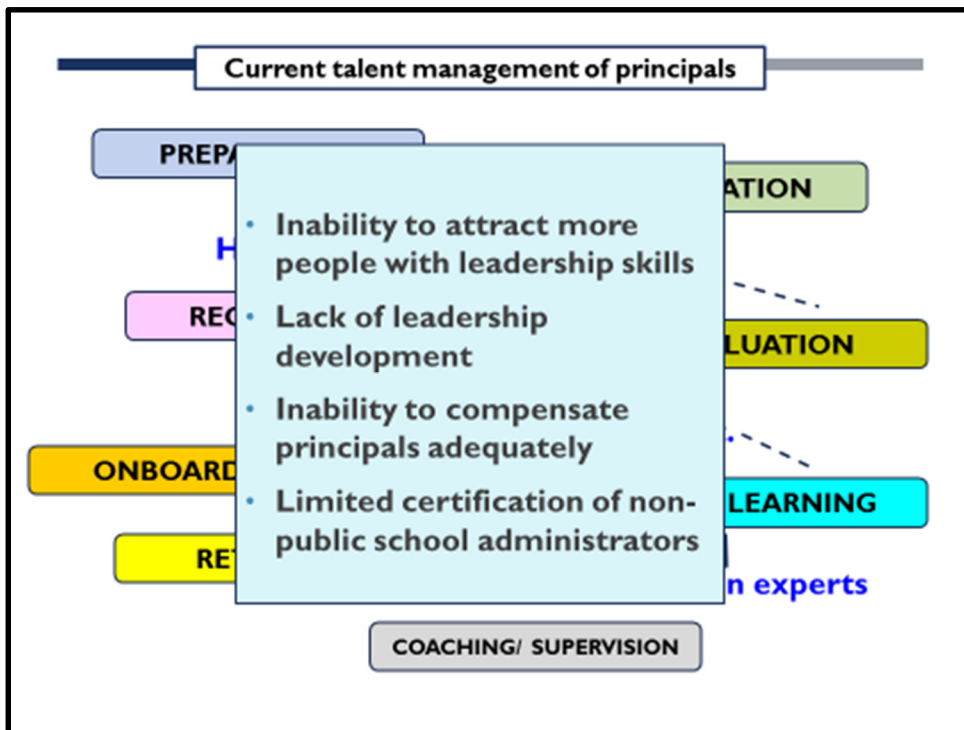 Current talent management of principals
PREPA
ATION
• Inability to attract more
people with leadership skills
H
REC
• Lack of leadership
development
LUATION
• Inability to compensate
principals adequately
.
ONBOARD
LEARNING
• Limited certification of non-
public school administrators
RET
n experts
COACHING/ SUPERVISION